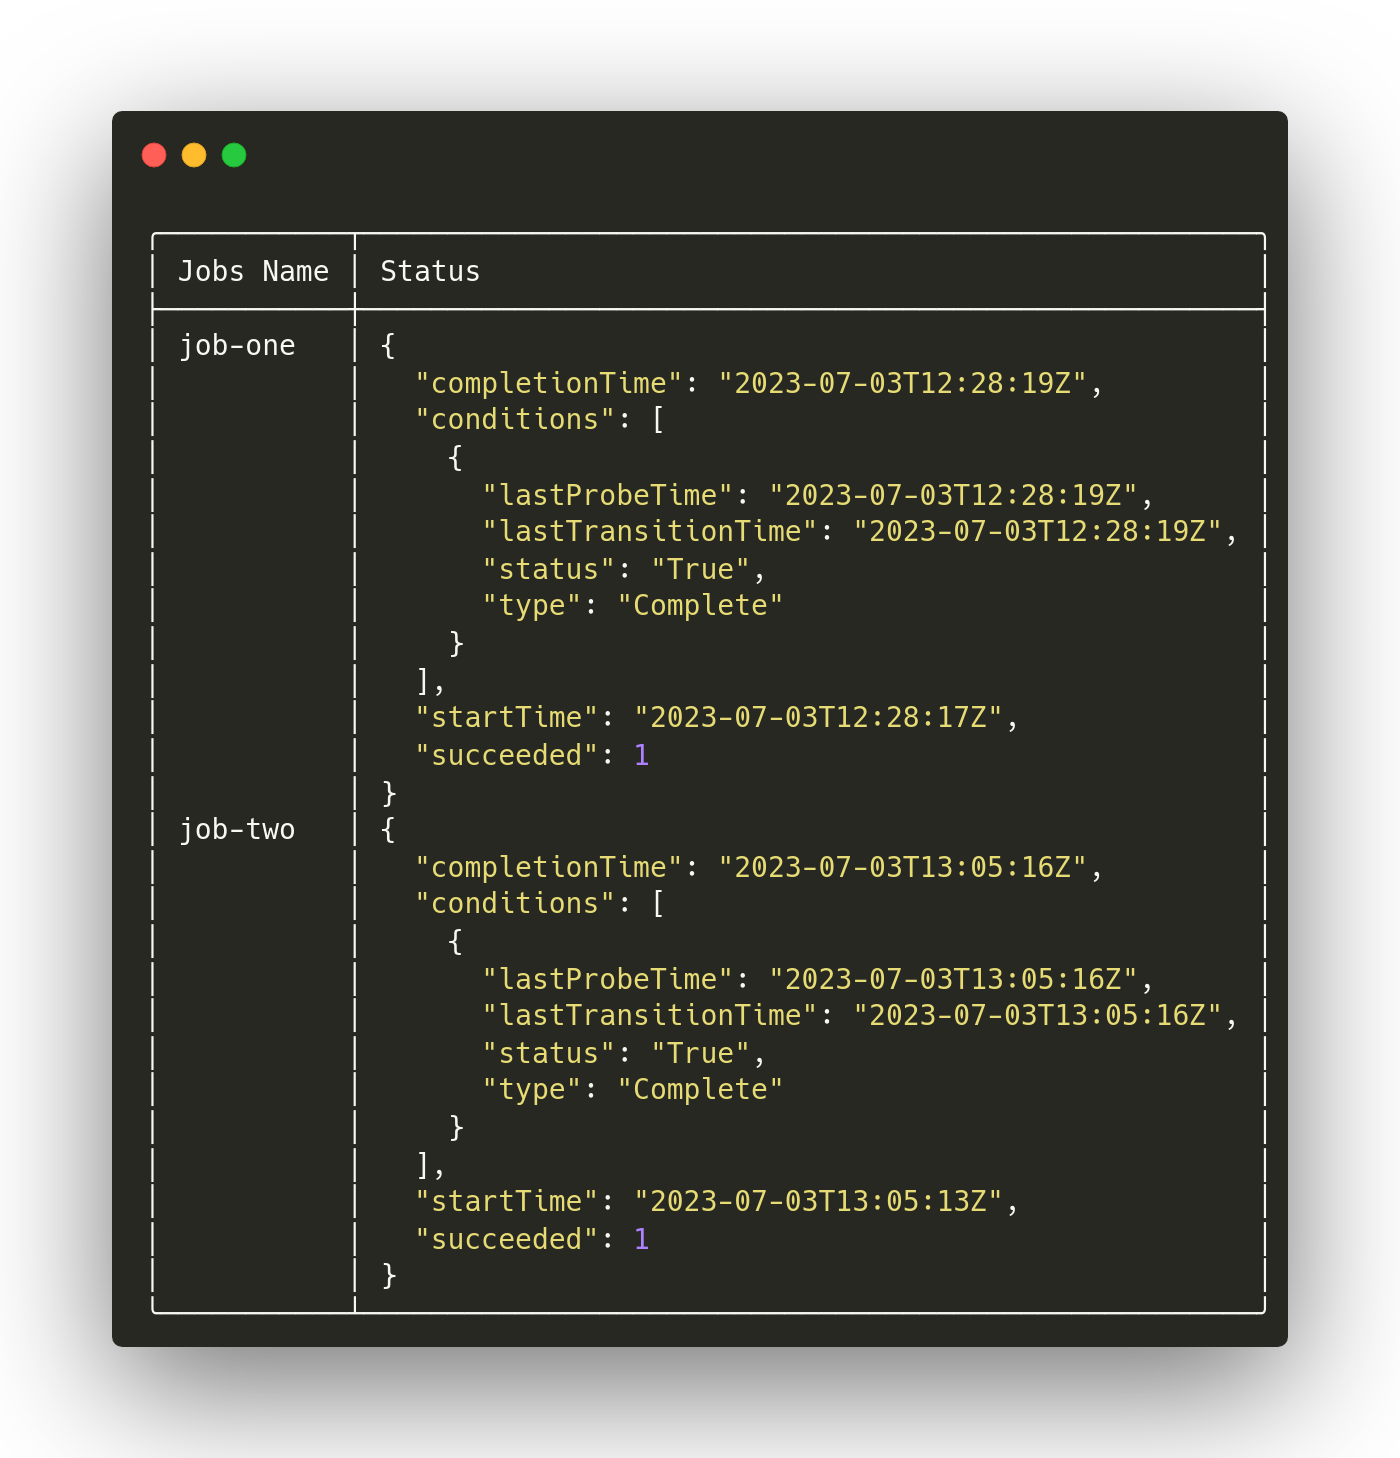 Jobs Name Status
job-one {
"completionTime": "2023-07-03T12:28:19Z",
"conditions": [
{
"lastProbeTime": "2023-07-03T12:28:19Z",
"lastTransitionTime": "2023-07-03T12:28:19Z",
"status": "True",
"type": "Complete"
}
],
"startTime": "2023-07-03T12:28:17Z",
"succeeded": 1
}
job-two {
"completionTime": "2023-07-03T13:05:16Z",
"conditions": [
{
"lastProbeTime": "2023-07-03T13:05:16Z",
"lastTransitionTime": "2023-07-03T13:05:16Z",
"status": "True",
"type": "Complete"
}
],
"startTime": "2023-07-03T13:05:13Z",
"succeeded": 1
}